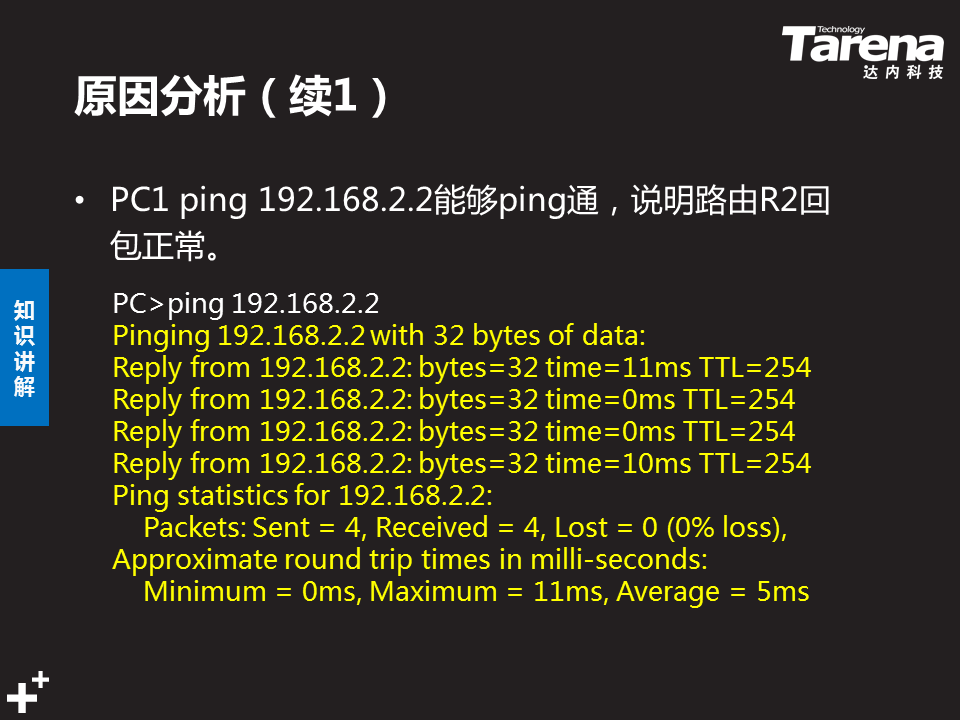 Technology
Tarena
达内科技
原因分析（续1）
• PC1 ping 192.168.2.2能够ping通，说明路由R2回
包正常。
知
识
讲
解
PC>ping 192.168.2.2
Pinging 192.168.2.2 with 32 bytes of data:
Reply from 192.168.2.2: bytes=32 time=11ms TTL=254
Reply from 192.168.2.2: bytes=32 time=0ms TTL=254
Reply from 192.168.2.2: bytes=32 time=0ms TTL=254
Reply from 192.168.2.2: bytes=32 time=10ms TTL=254
Ping statistics for 192.168.2.2:
Packets: Sent = 4, Received = 4, Lost = 0 (0% loss),
Approximate round trip times in milli-seconds:
Minimum = 0ms, Maximum = 11ms, Average = 5ms